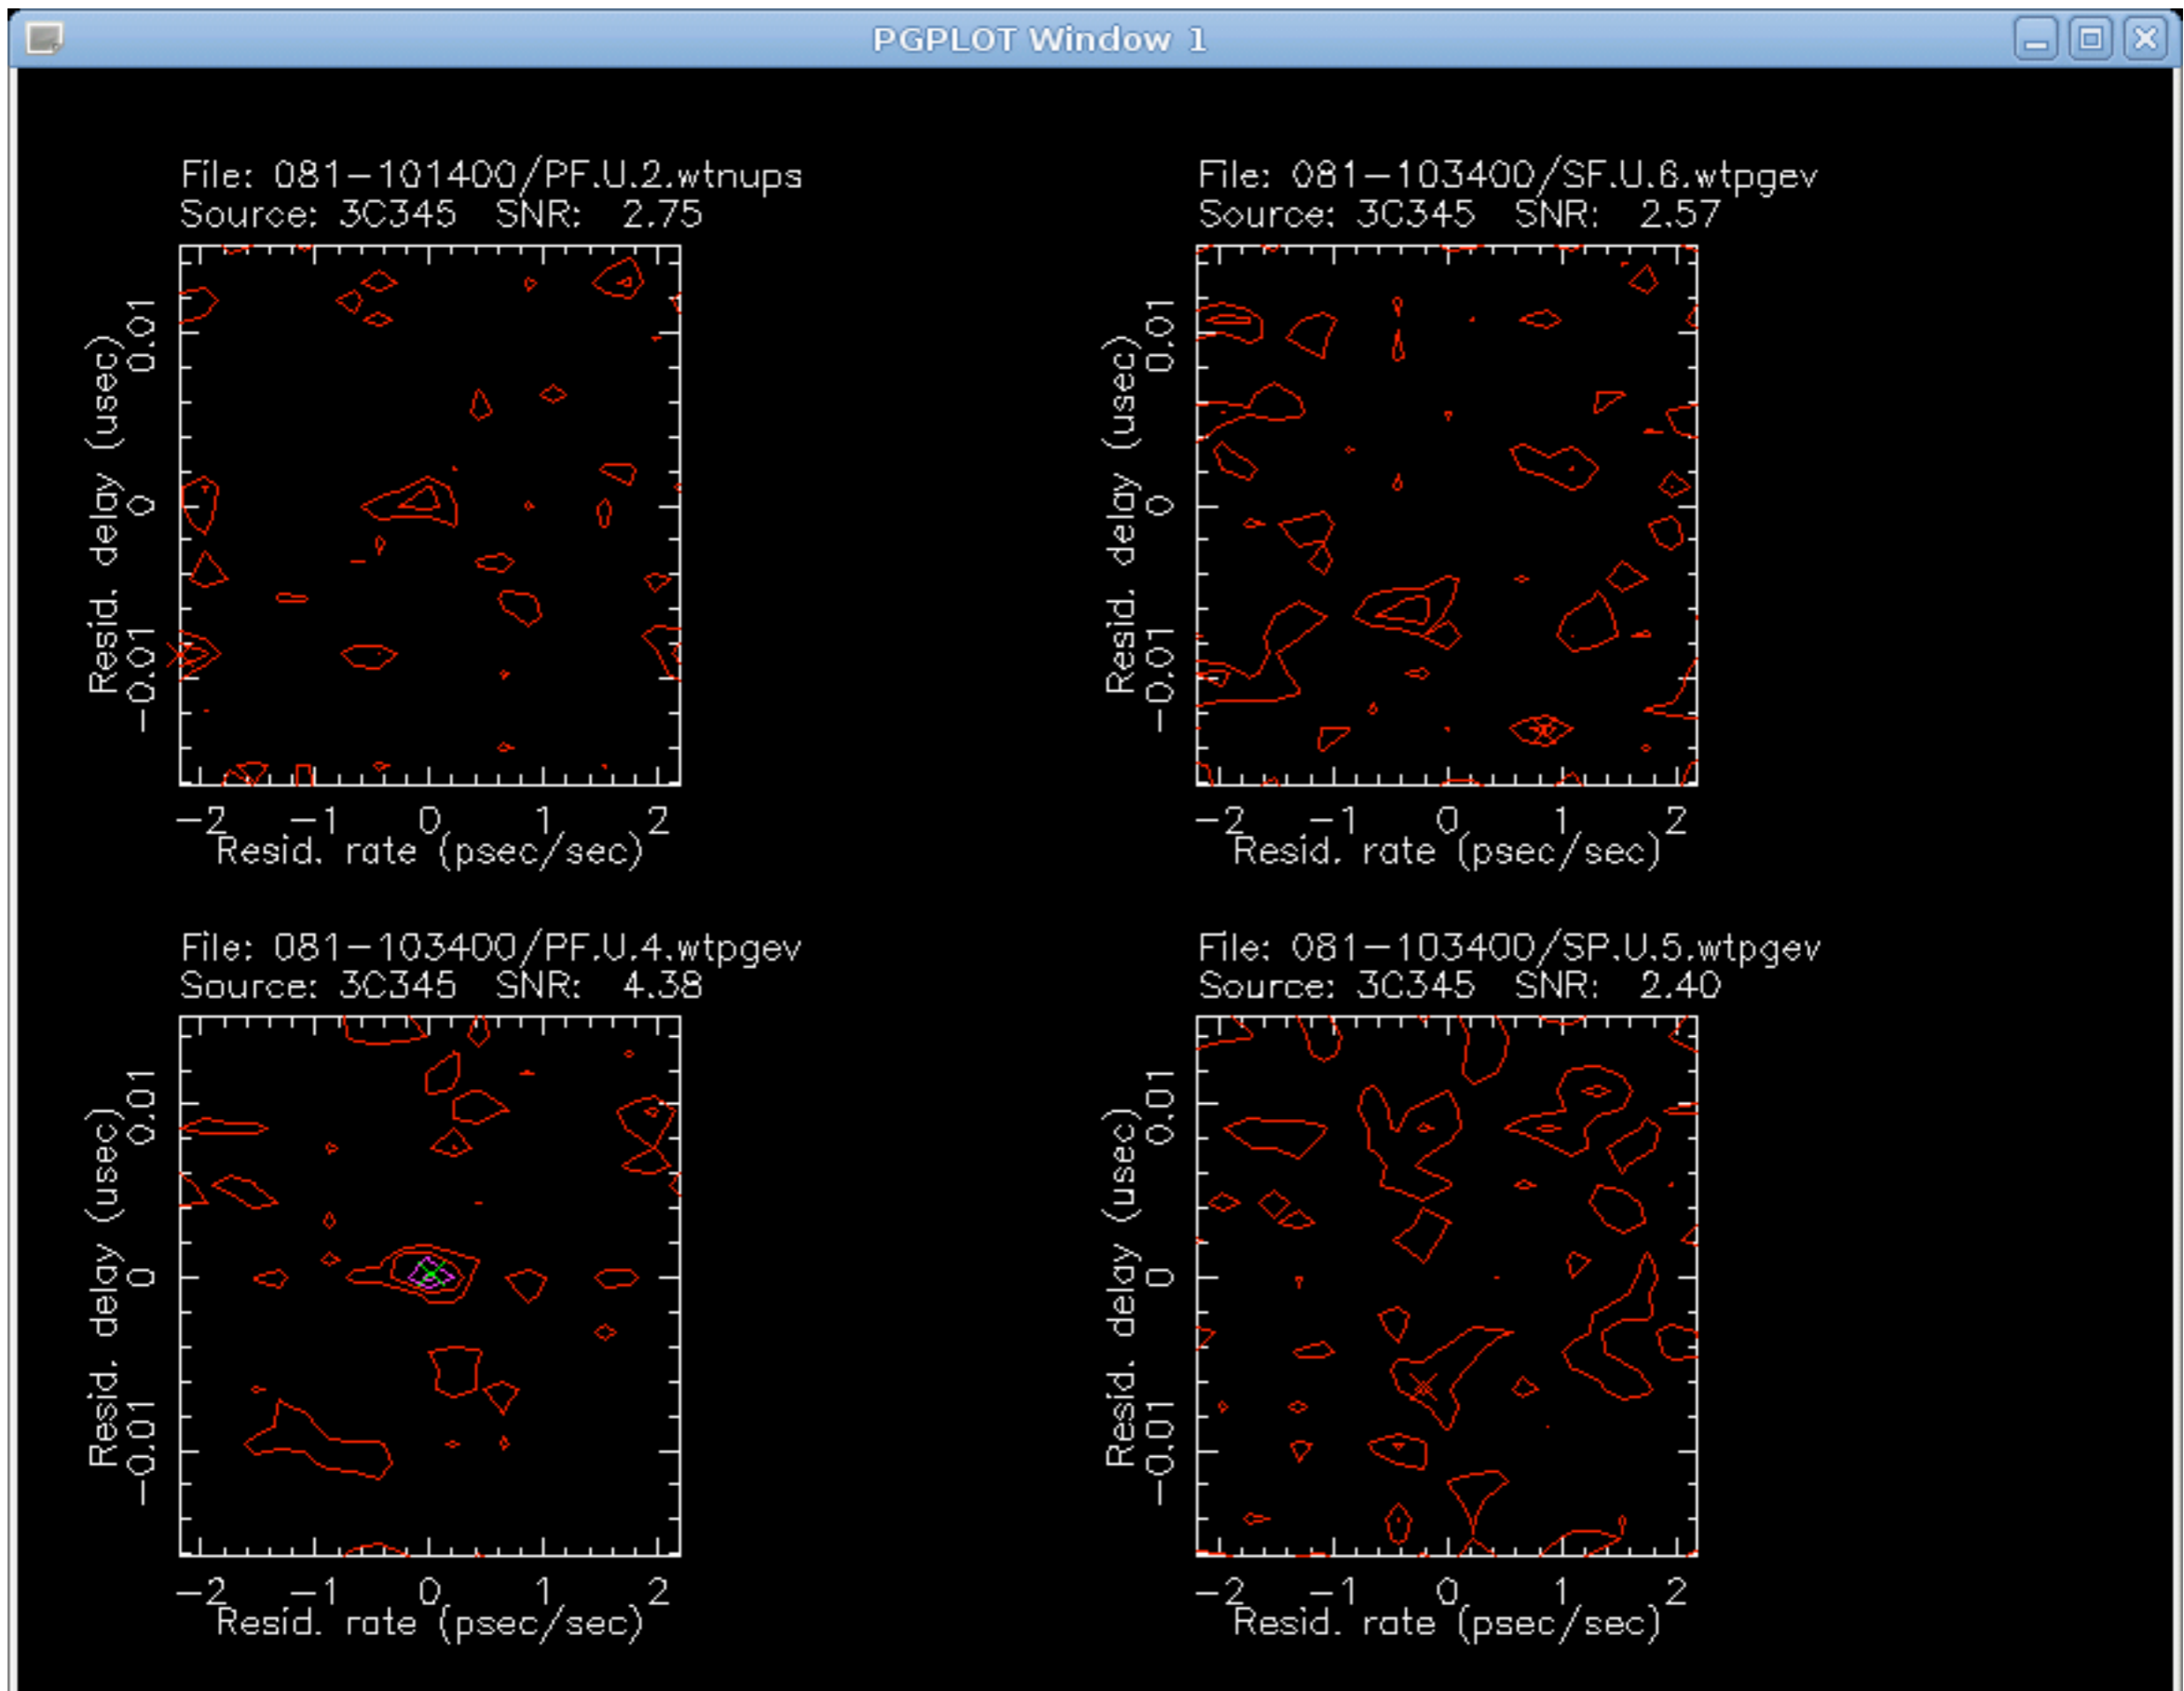 PGPLOT Window 1
File: 081-101400/PF.U.2.wtnups
Source: 3C345 SNR: 2.75
Resid. delay (usec)
0.01
0
-0.01
-2 -1 0 1 2
Resid. rate (psec/sec)
File: 081-103400/SF.U.6.wtpgev
Source: 3C345 SNR: 2.57
Resid. delay (usec)
0.01
0
-0.01
-2 -1 0 1 2
Resid. rate (psec/sec)
File: 081-103400/PF.U.4.wtpgev
Source: 3C345 SNR: 4.38
Resid. delay (usec)
0.01
0
-0.01
-2 -1 0 1 2
Resid. rate (psec/sec)
File: 081-103400/SP.U.5.wtpgev
Source: 3C345 SNR: 2.40
Resid. delay (usec)
0.01
0
-0.01
-2 -1 0 1 2
Resid. rate (psec/sec)